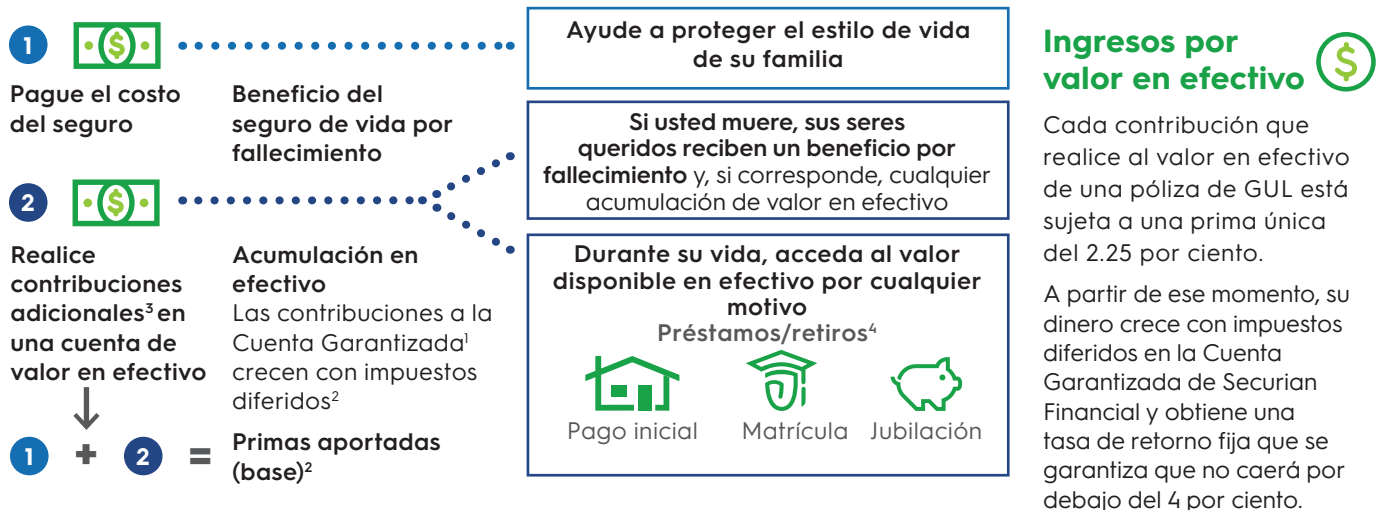 1
Pague el costo
del seguro
Beneficio del
seguro de vida por
fallecimiento
Ayude a proteger el estilo de vida
de su familia
2
Realice
contribuciones
adicionales³ en
una cuenta de
valor en efectivo
Acumulación en
efectivo
Las contribuciones a la
Cuenta Garantizada¹
crecen con impuestos
diferidos²
1 + 2 = Primas aportadas
(base)²
Si usted muere, sus seres
queridos reciben un beneficio por
fallecimiento y, si corresponde, cualquier
acumulación de valor en efectivo
Durante su vida, acceda al valor
disponible en efectivo por cualquier
motivo
Préstamos/retiros⁴
Pago inicial
Matrícula
Jubilación
Ingresos por
valor en efectivo
Cada contribución que
realice al valor en efectivo
de una póliza de GUL está
sujeta a una prima única
del 2.25 por ciento.
A partir de ese momento, su
dinero crece con impuestos
diferidos en la Cuenta
Garantizada de Securian
Financial y obtiene una
tasa de retorno fija que se
garantiza que no caerá por
debajo del 4 por ciento.